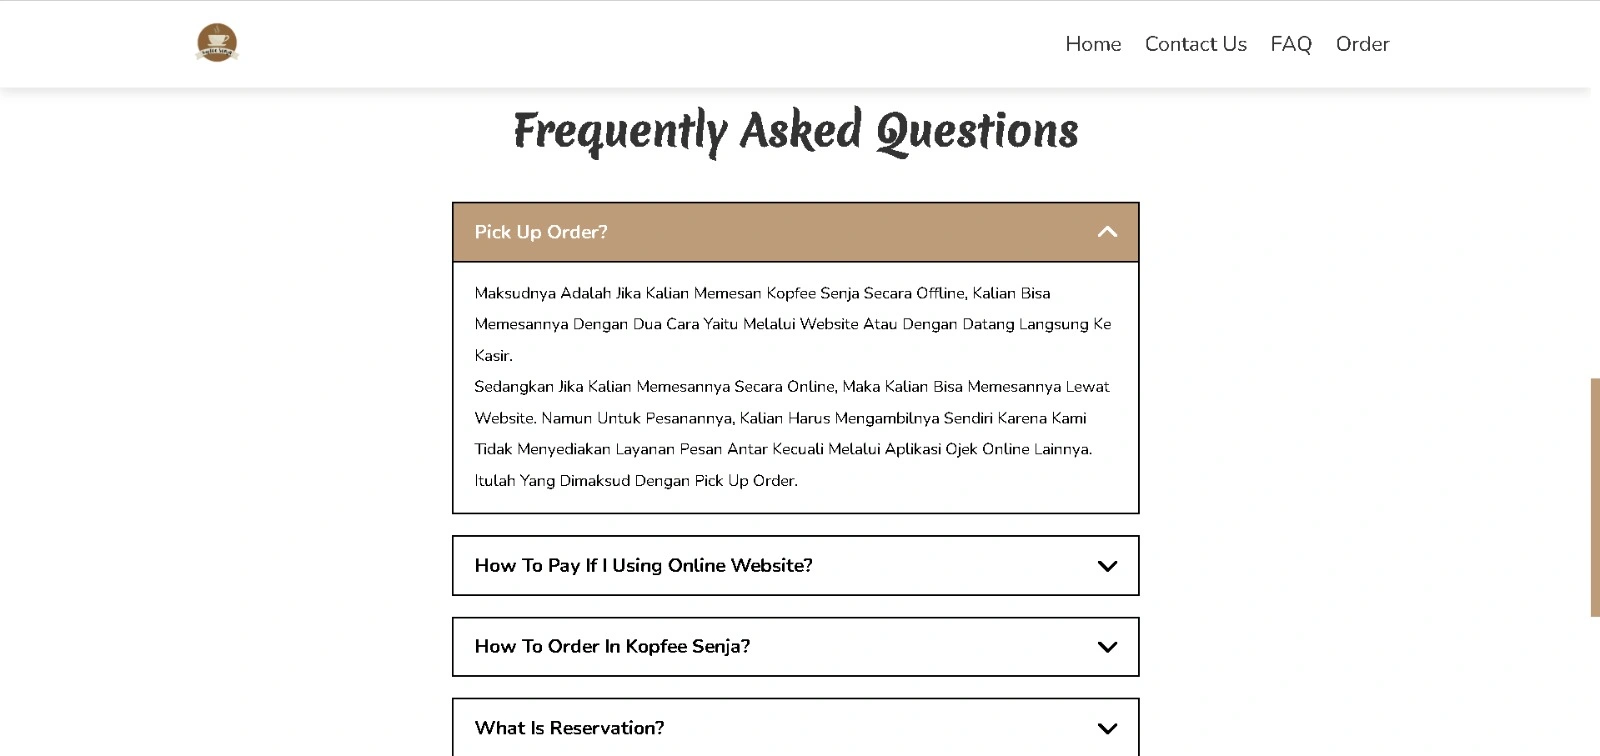 Home Contact Us FAQ Order
Frequently Asked Questions
Pick Up Order?
Maksudnya Adalah Jika Kalian Memesan Kopfee Senja Secara Offline, Kalian Bisa
Memesannya Dengan Dua Cara Yaitu Melalui Website Atau Dengan Datang Langsung Ke
Kasir.
Sedangkan Jika Kalian Memesannya Secara Online, Maka Kalian Bisa Memesannya Lewat
Website. Namun Untuk Pesanannya, Kalian Harus Mengambilnya Sendiri Karena Kami
Tidak Menyediakan Layanan Pesan Antar Kecuali Melalui Aplikasi Ojek Online Lainnya.
Itulah Yang Dimaksud Dengan Pick Up Order.
How To Pay If I Using Online Website?
How To Order In Kopfee Senja?
What Is Reservation?